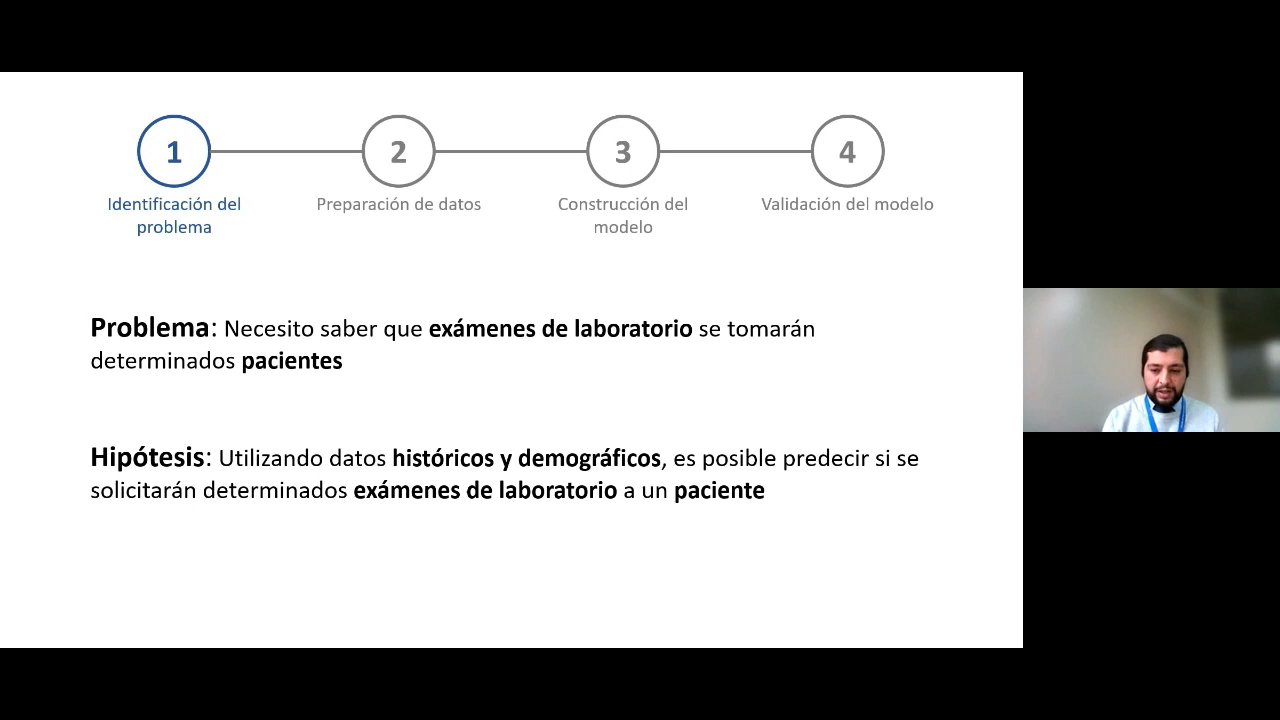 1
2
3
4
Identificación del
problema
Preparación de datos
Construcción del
modelo
Validación del modelo
Problema: Necesito saber que exámenes de laboratorio se tomarán
determinados pacientes
Hipótesis: Utilizando datos históricos y demográficos, es posible predecir si se
solicitarán determinados exámenes de laboratorio a un paciente